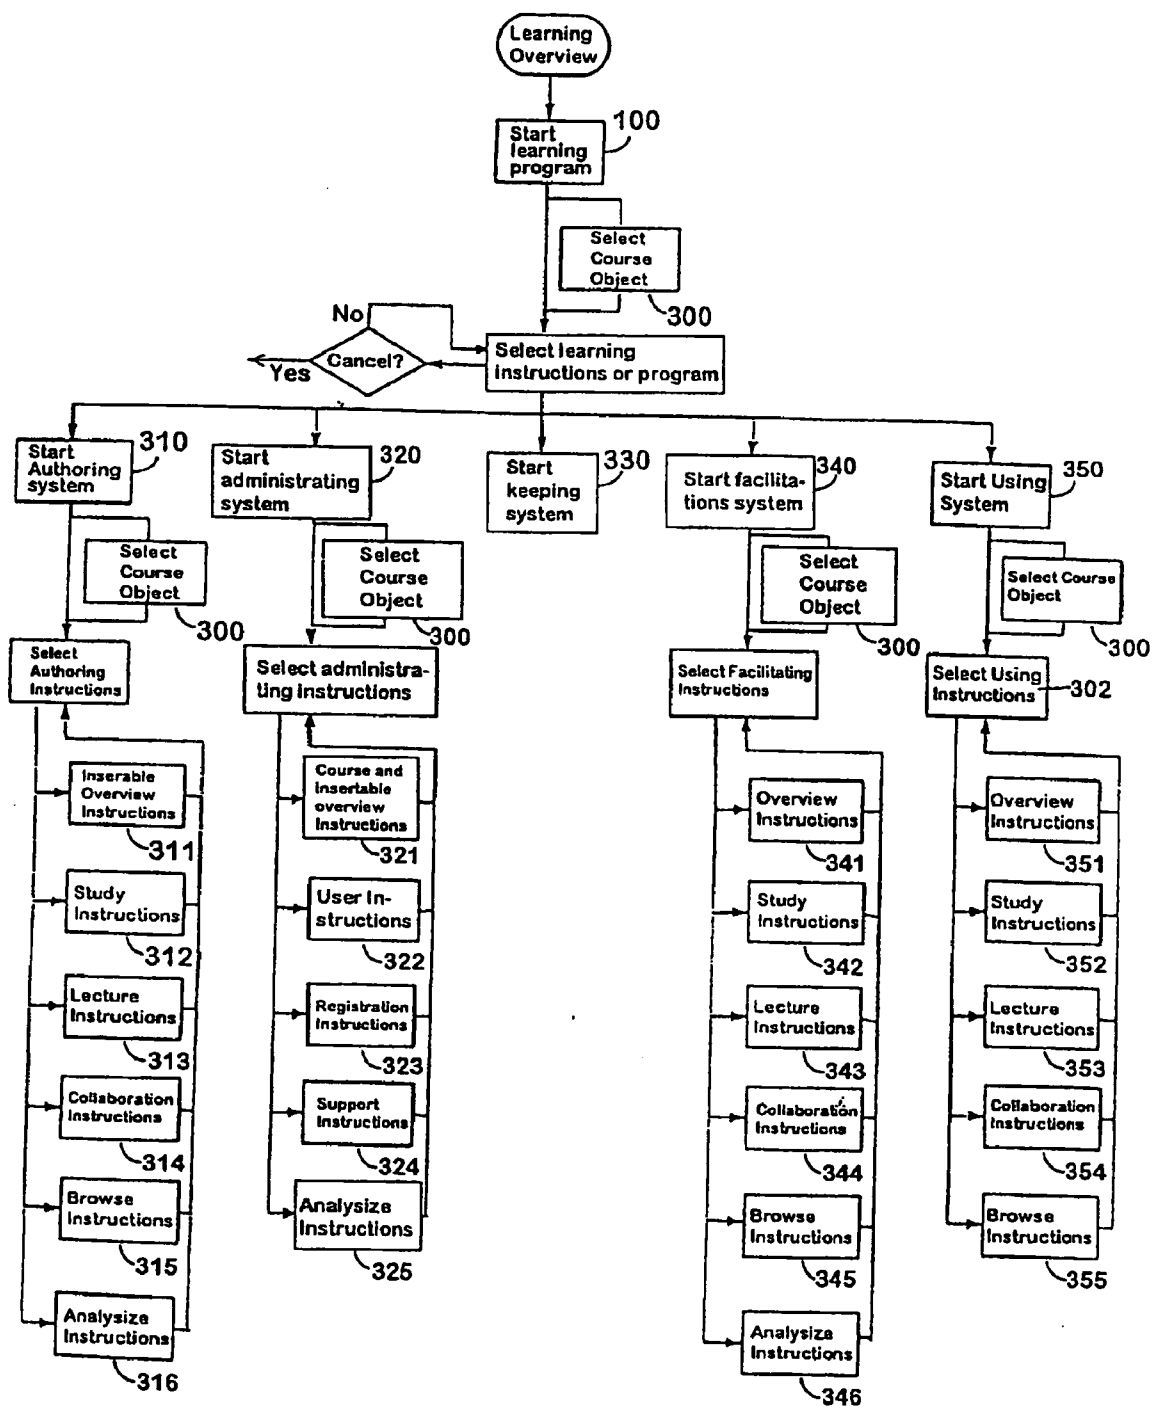 Learning
Overview
Start
learning
program
100
Select
Course
Object
300
No
Cancel?
Yes
Select learning
instructions or program
Start
Authoring
system
310
Start
administrating
system
320
Start
keeping
system
330
Start facilita-
tions system
340
Start Using
System
350
Select
Course
Object
300
Select
Course
Object
300
Select
Course
Object
300
Select Course
Object
300
Select
Authoring
Instructions
Select administra-
ting Instructions
Select Facilitating
Instructions
Select Using
Instructions
302
Inserable
Overview
Instructions
311
Study
Instructions
312
Lecture
Instructions
313
Collaboration
Instructions
314
Browse
Instructions
315
Analysize
Instructions
316
Course and
Insertable
overview
Instructions
321
User In-
structions
322
Registration
Instructions
323
Support
Instructions
324
Analysize
Instructions
325
Overview
Instructions
341
Study
Instructions
342
Lecture
Instructions
343
Collaboration
Instructions
344
Browse
Instructions
345
Analysize
Instructions
346
Overview
Instructions
351
Study
Instructions
352
Lecture
Instructions
353
Collaboration
Instructions
354
Browse
Instructions
355